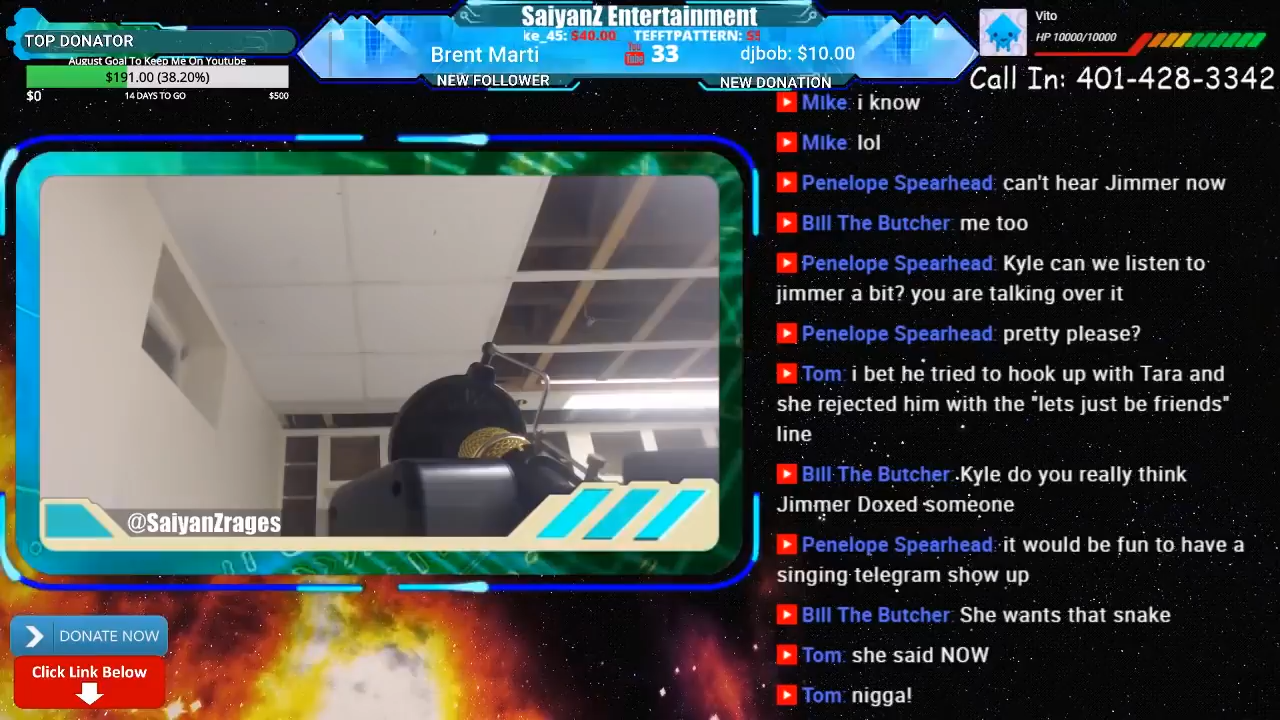 SaiyanZ Entertainment
ke_45: $40.00 TEFFTPATTERN: $5
Brent Marti
You Tube 33
djbob: $10.00
NEW FOLLOWER
NEW DONATION
TOP DONATOR
August Goal To Keep Me On Youtube
$191.00 (38.20%)
$0 14 DAYS TO GO $500
Vito
HP 10000/10000
Call In: 401-428-3342
Mike: i know
Mike: lol
Penelope Spearhead: can't hear Jimmer now
Bill The Butcher: me too
Penelope Spearhead: Kyle can we listen to
jimmer a bit? you are talking over it
Penelope Spearhead: pretty please?
Tom: i bet he tried to hook up with Tara and
she rejected him with the "lets just be friends"
line
Bill The Butcher: Kyle do you really think
Jimmer Doxed someone
Penelope Spearhead: it would be fun to have a
singing telegram show up
Bill The Butcher: She wants that snake
Tom: she said NOW
Tom: nigga!
@SaiyanZrages
DONATE NOW
Click Link Below